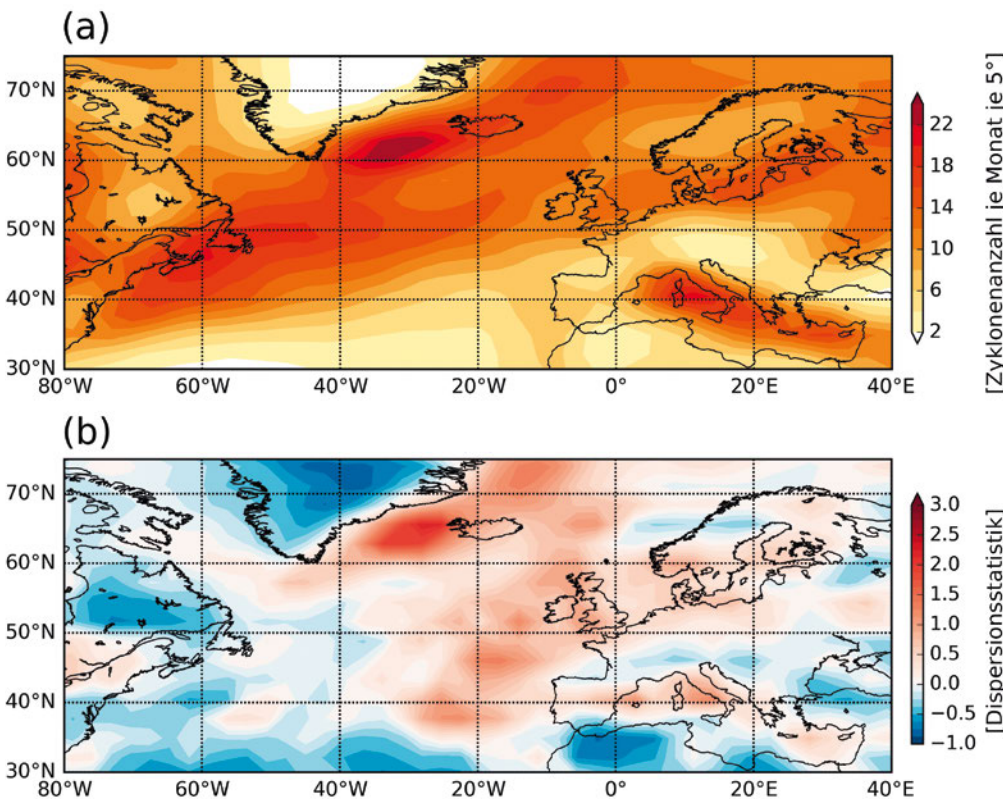 (a)
70°N
60°N
50°N
40°N
30°N
80°W 60°W 40°W 20°W 0° 20°E 40°E
22
18
14
10
6
2
[Zyklonenanzahl je Monat je 5°]
(b)
70°N
60°N
50°N
40°N
30°N
80°W 60°W 40°W 20°W 0° 20°E 40°E
3.0
2.5
2.0
1.5
1.0
0.5
0.0
−0.5
−1.0
[Dispersionsstatistik]